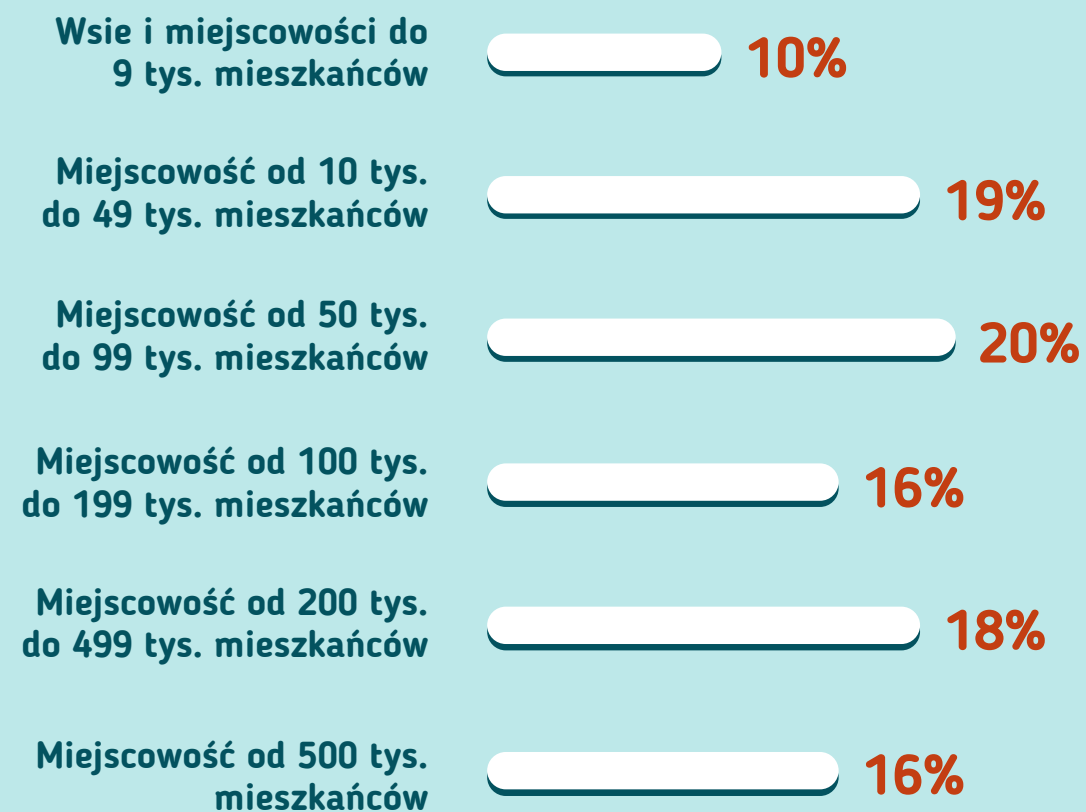 Wsie i miejscowości do
9 tys. mieszkańców
10%
Miejscowość od 10 tys.
do 49 tys. mieszkańców
19%
Miejscowość od 50 tys.
do 99 tys. mieszkańców
20%
Miejscowość od 100 tys.
do 199 tys. mieszkańców
16%
Miejscowość od 200 tys.
do 499 tys. mieszkańców
18%
Miejscowość od 500 tys.
mieszkańców
16%